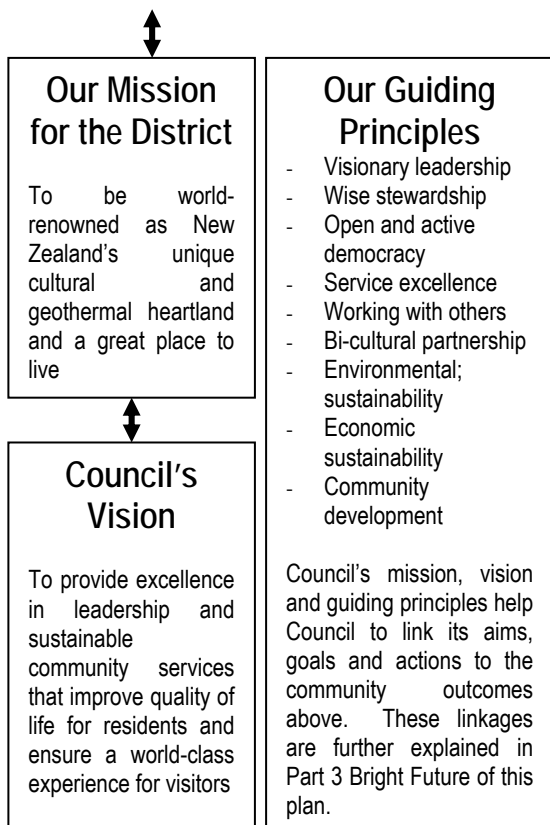 Our Mission
for the District
To be world-
renowned as New
Zealand's unique
cultural and
geothermal heartland
and a great place to
live
Council's
Vision
To provide excellence
in leadership and
sustainable
community services
that improve quality of
life for residents and
ensure a world-class
experience for visitors
Our Guiding
Principles
- Visionary leadership
- Wise stewardship
- Open and active
democracy
- Service excellence
- Working with others
- Bi-cultural partnership
- Environmental;
sustainability
- Economic
sustainability
- Community
development
Council's mission, vision
and guiding principles help
Council to link its aims,
goals and actions to the
community outcomes
above. These linkages
are further explained in
Part 3 Bright Future of this
plan.